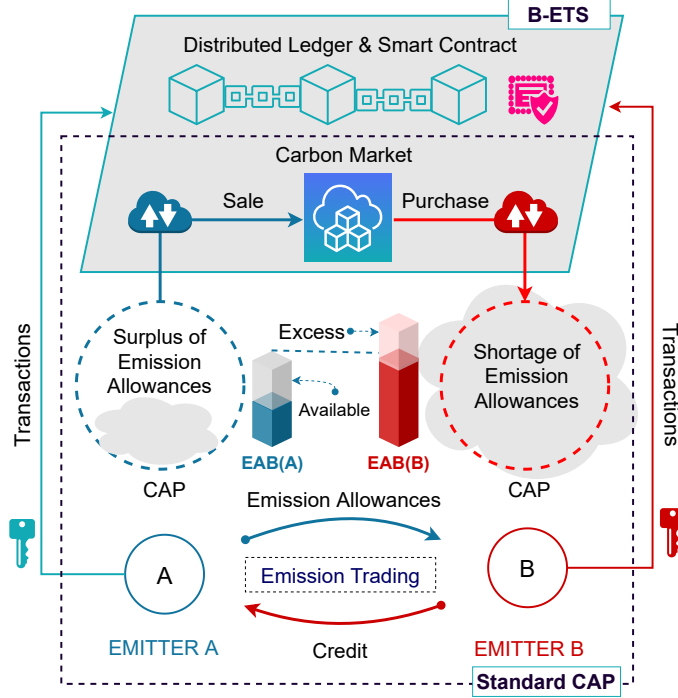 B-ETS
Distributed Ledger & Smart Contract
Carbon Market
Sale
Purchase
Transactions
Transactions
Surplus of
Emission
Allowances
Excess
Available
Shortage of
Emission
Allowances
EAB(A)
EAB(B)
CAP
CAP
Emission Allowances
A
B
Emission Trading
EMITTER A
Credit
EMITTER B
Standard CAP